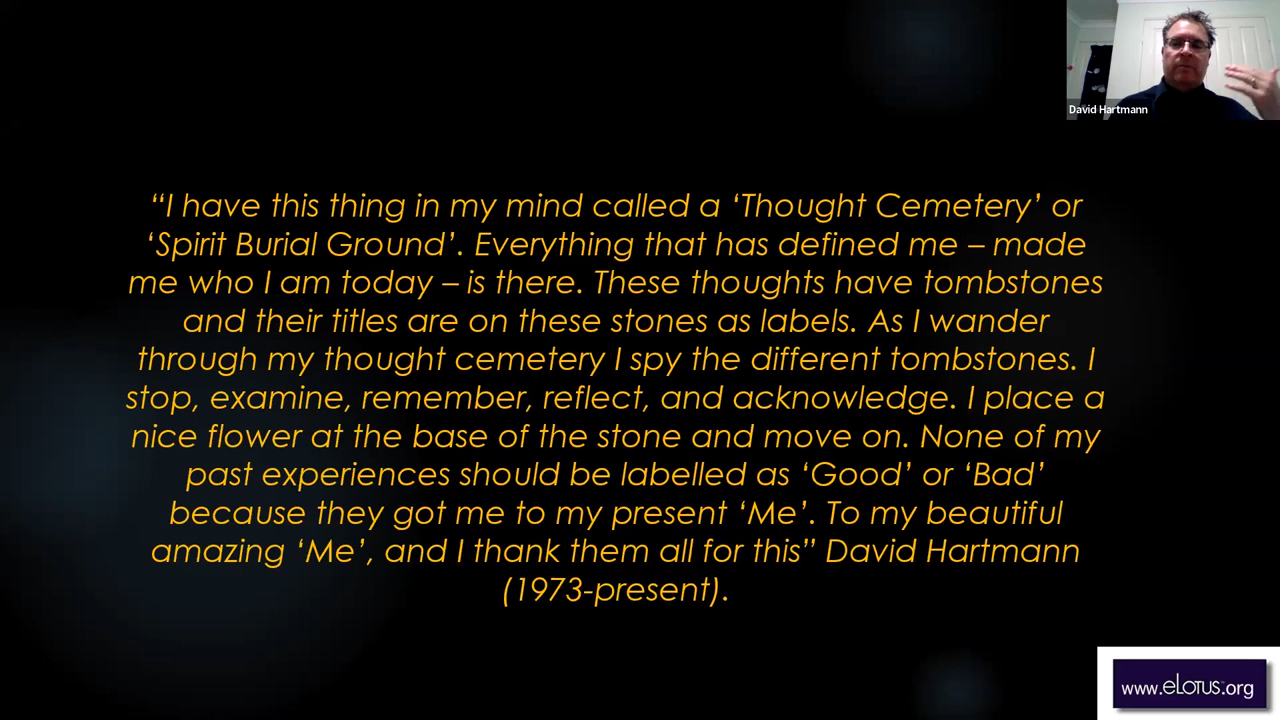 David Hartmann
“I have this thing in my mind called a ‘Thought Cemetery’ or
‘Spirit Burial Ground’. Everything that has defined me – made
me who I am today – is there. These thoughts have tombstones
and their titles are on these stones as labels. As I wander
through my thought cemetery I spy the different tombstones. I
stop, examine, remember, reflect, and acknowledge. I place a
nice flower at the base of the stone and move on. None of my
past experiences should be labelled as ‘Good’ or ‘Bad’
because they got me to my present ‘Me’. To my beautiful
amazing ‘Me’, and I thank them all for this” David Hartmann
(1973-present).
www.eLotus.org